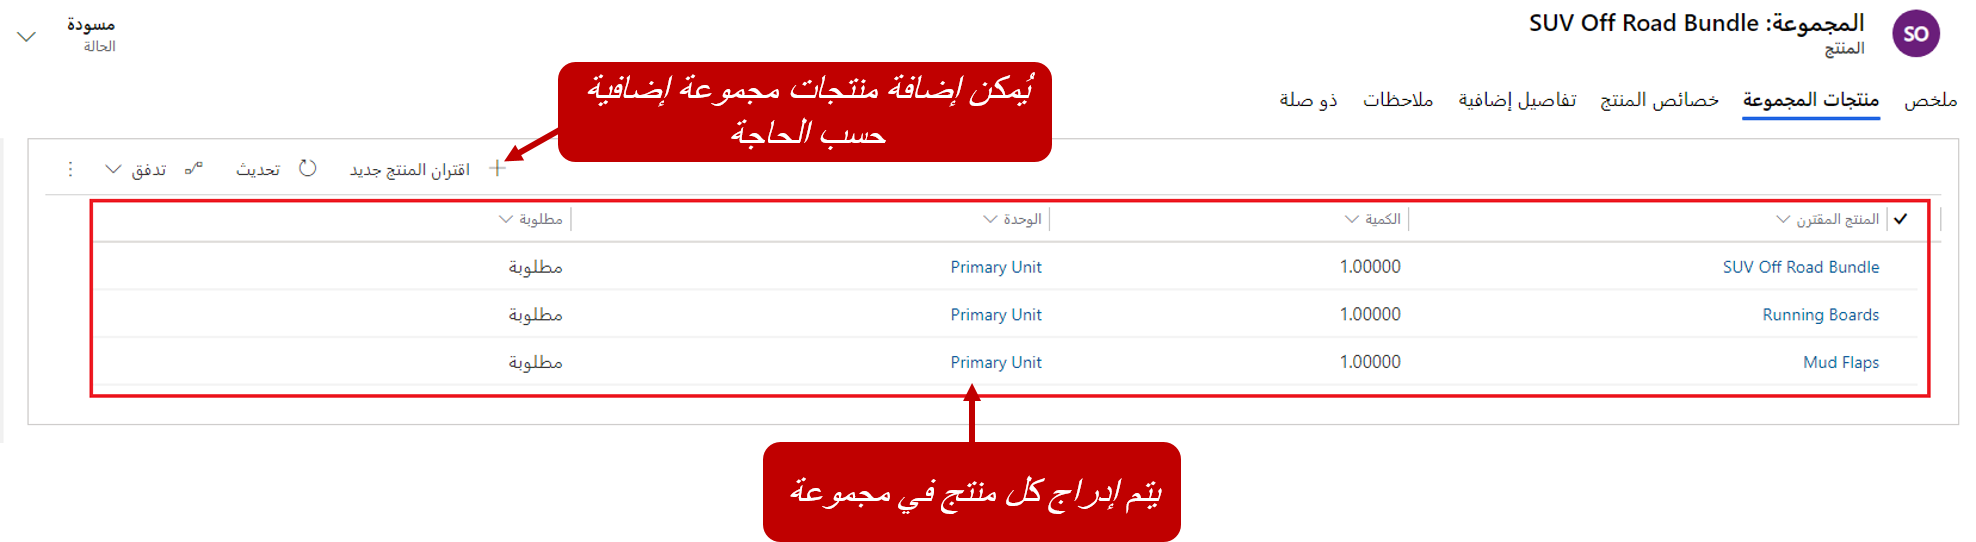 SO
المجموعة: SUV Off Road Bundle
المنتج
مسودة
الحالة
ملخص منتجات المجموعة خصائص المنتج تفاصيل إضافية ملاحظات ذو صلة
يُمكن إضافة منتجات مجموعة إضافية
حسب الحاجة
اقتران المنتج جديد تحديث تدفق
المنتج المقترن الكمية الوحدة مطلوبة
SUV Off Road Bundle 1.00000 Primary Unit مطلوبة
Running Boards 1.00000 Primary Unit مطلوبة
Mud Flaps 1.00000 Primary Unit مطلوبة
يتم إدراج كل منتج في مجموعة